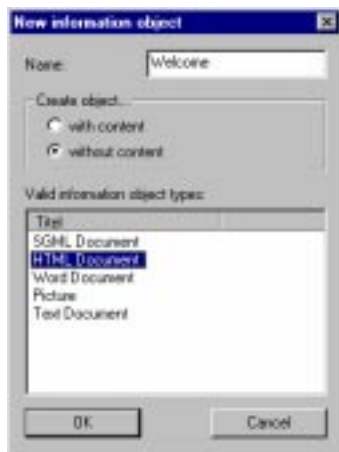 New information object
Name: Welcome
Create object...
with content
without content
Valid information object types:
Titel
SGML Document
HTML Document
Word Document
Picture
Text Document
OK Cancel